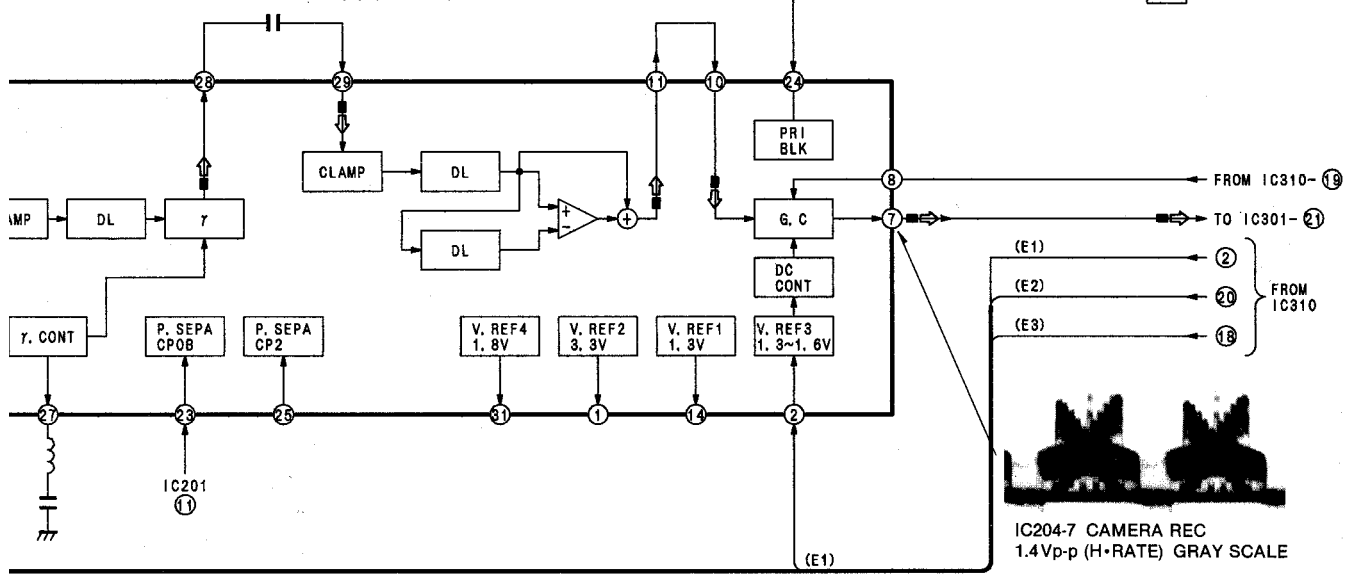 28
29
11
10
24
PRI
BLK
CLAMP
DL
8
FROM IC310-19
AMP
DL
γ
+
−
+
G. C
7
TO IC301-21
DL
(E1)
2
DC
CONT
(E2)
20
FROM
IC310
(E3)
18
γ. CONT
P. SEPA
CP0B
P. SEPA
CP2
V. REF4
1. 8V
V. REF2
3. 3V
V. REF1
1. 3V
V. REF3
1. 3~1. 6V
27
23
25
31
1
14
2
IC201
11
IC204-7 CAMERA REC
1.4Vp-p (H•RATE) GRAY SCALE
(E1)